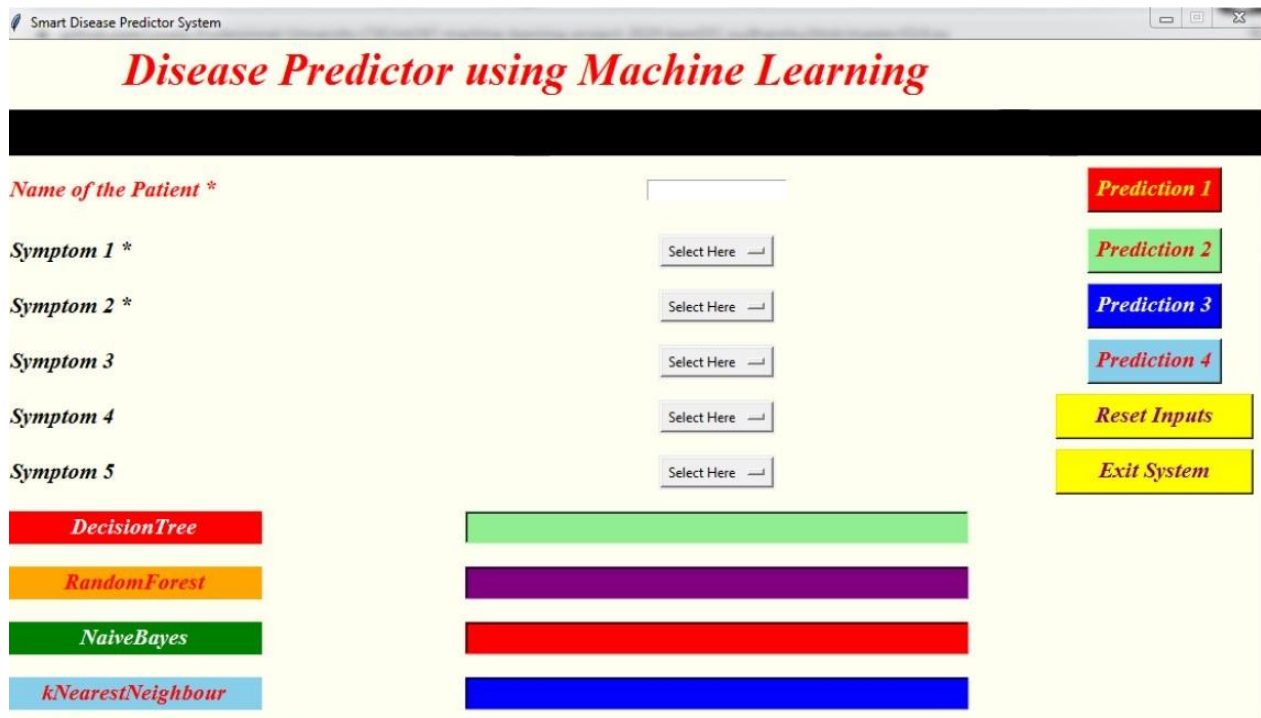 Smart Disease Predictor System
Disease Predictor using Machine Learning
Name of the Patient *
Prediction 1
Symptom 1 *
Select Here
Prediction 2
Symptom 2 *
Select Here
Prediction 3
Symptom 3
Select Here
Prediction 4
Symptom 4
Select Here
Reset Inputs
Symptom 5
Select Here
Exit System
DecisionTree
RandomForest
NaiveBayes
kNearestNeighbour